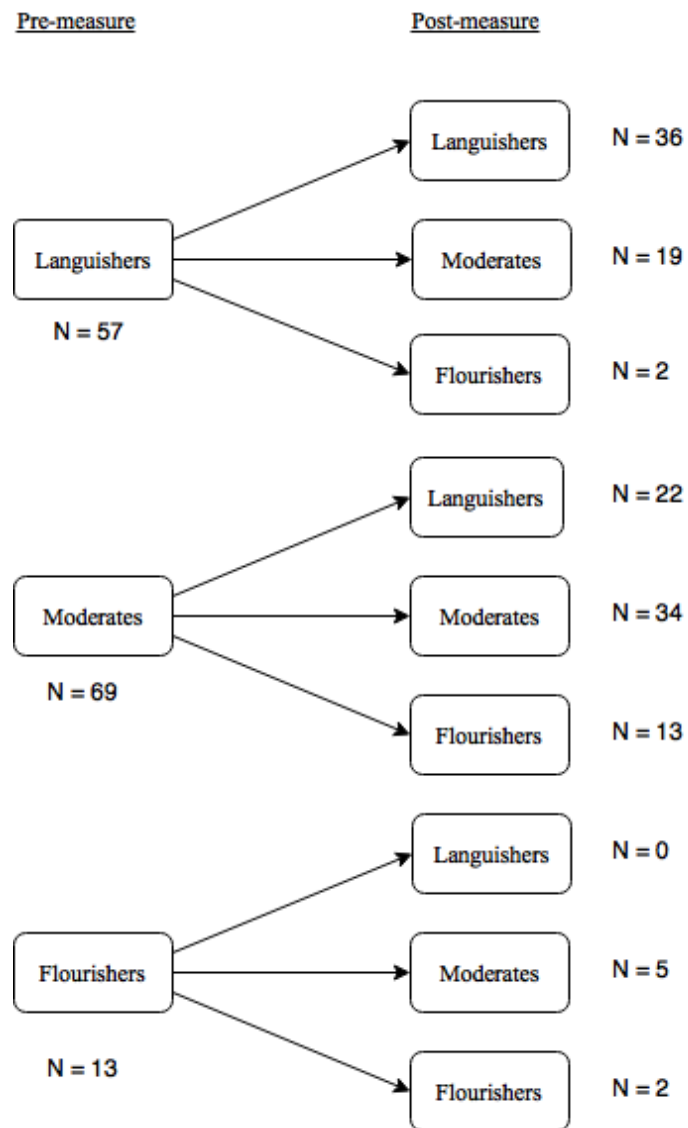 Pre-measure
Post-measure
Languishers
N = 57
Languishers
N = 36
Moderates
N = 19
Flourishers
N = 2
Moderates
N = 69
Languishers
N = 22
Moderates
N = 34
Flourishers
N = 13
Flourishers
N = 13
Languishers
N = 0
Moderates
N = 5
Flourishers
N = 2